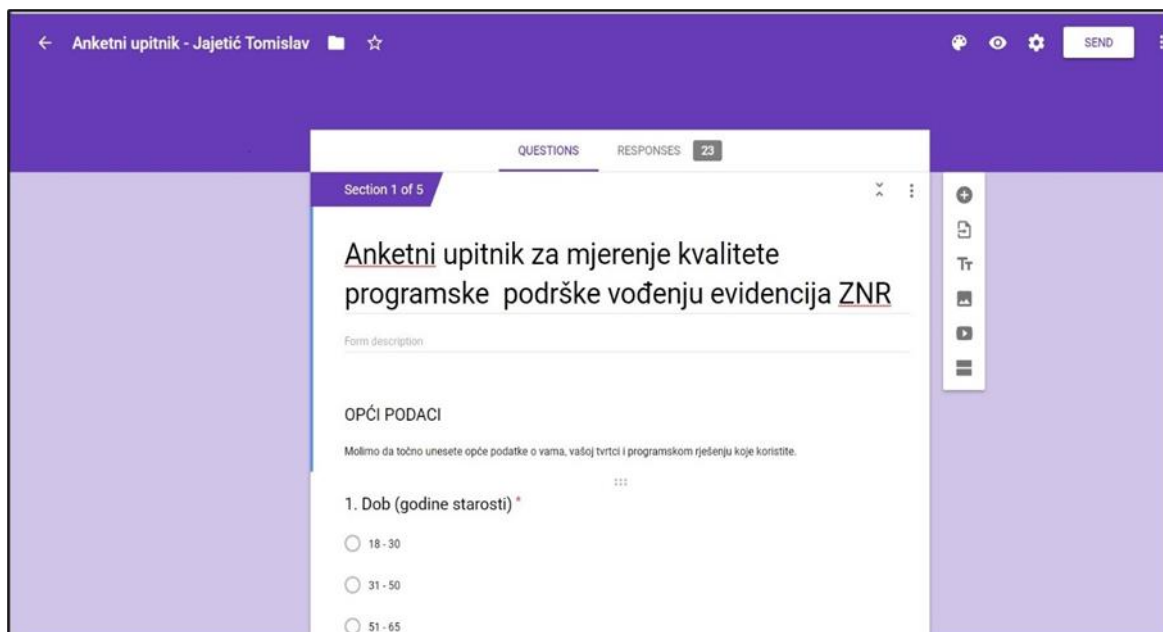 Anketni upitnik - Jajetić Tomislav
SEND
QUESTIONS
RESPONSES 23
Section 1 of 5
Anketni upitnik za mjerenje kvalitete
programske podrške vođenju evidencija ZNR
Form description
OPĆI PODACI
Molimo da točno unesete opće podatke o vama, vašoj tvrtci i programskom rješenju koje koristite.
1. Dob (godine starosti) *
18 - 30
31 - 50
51 - 65